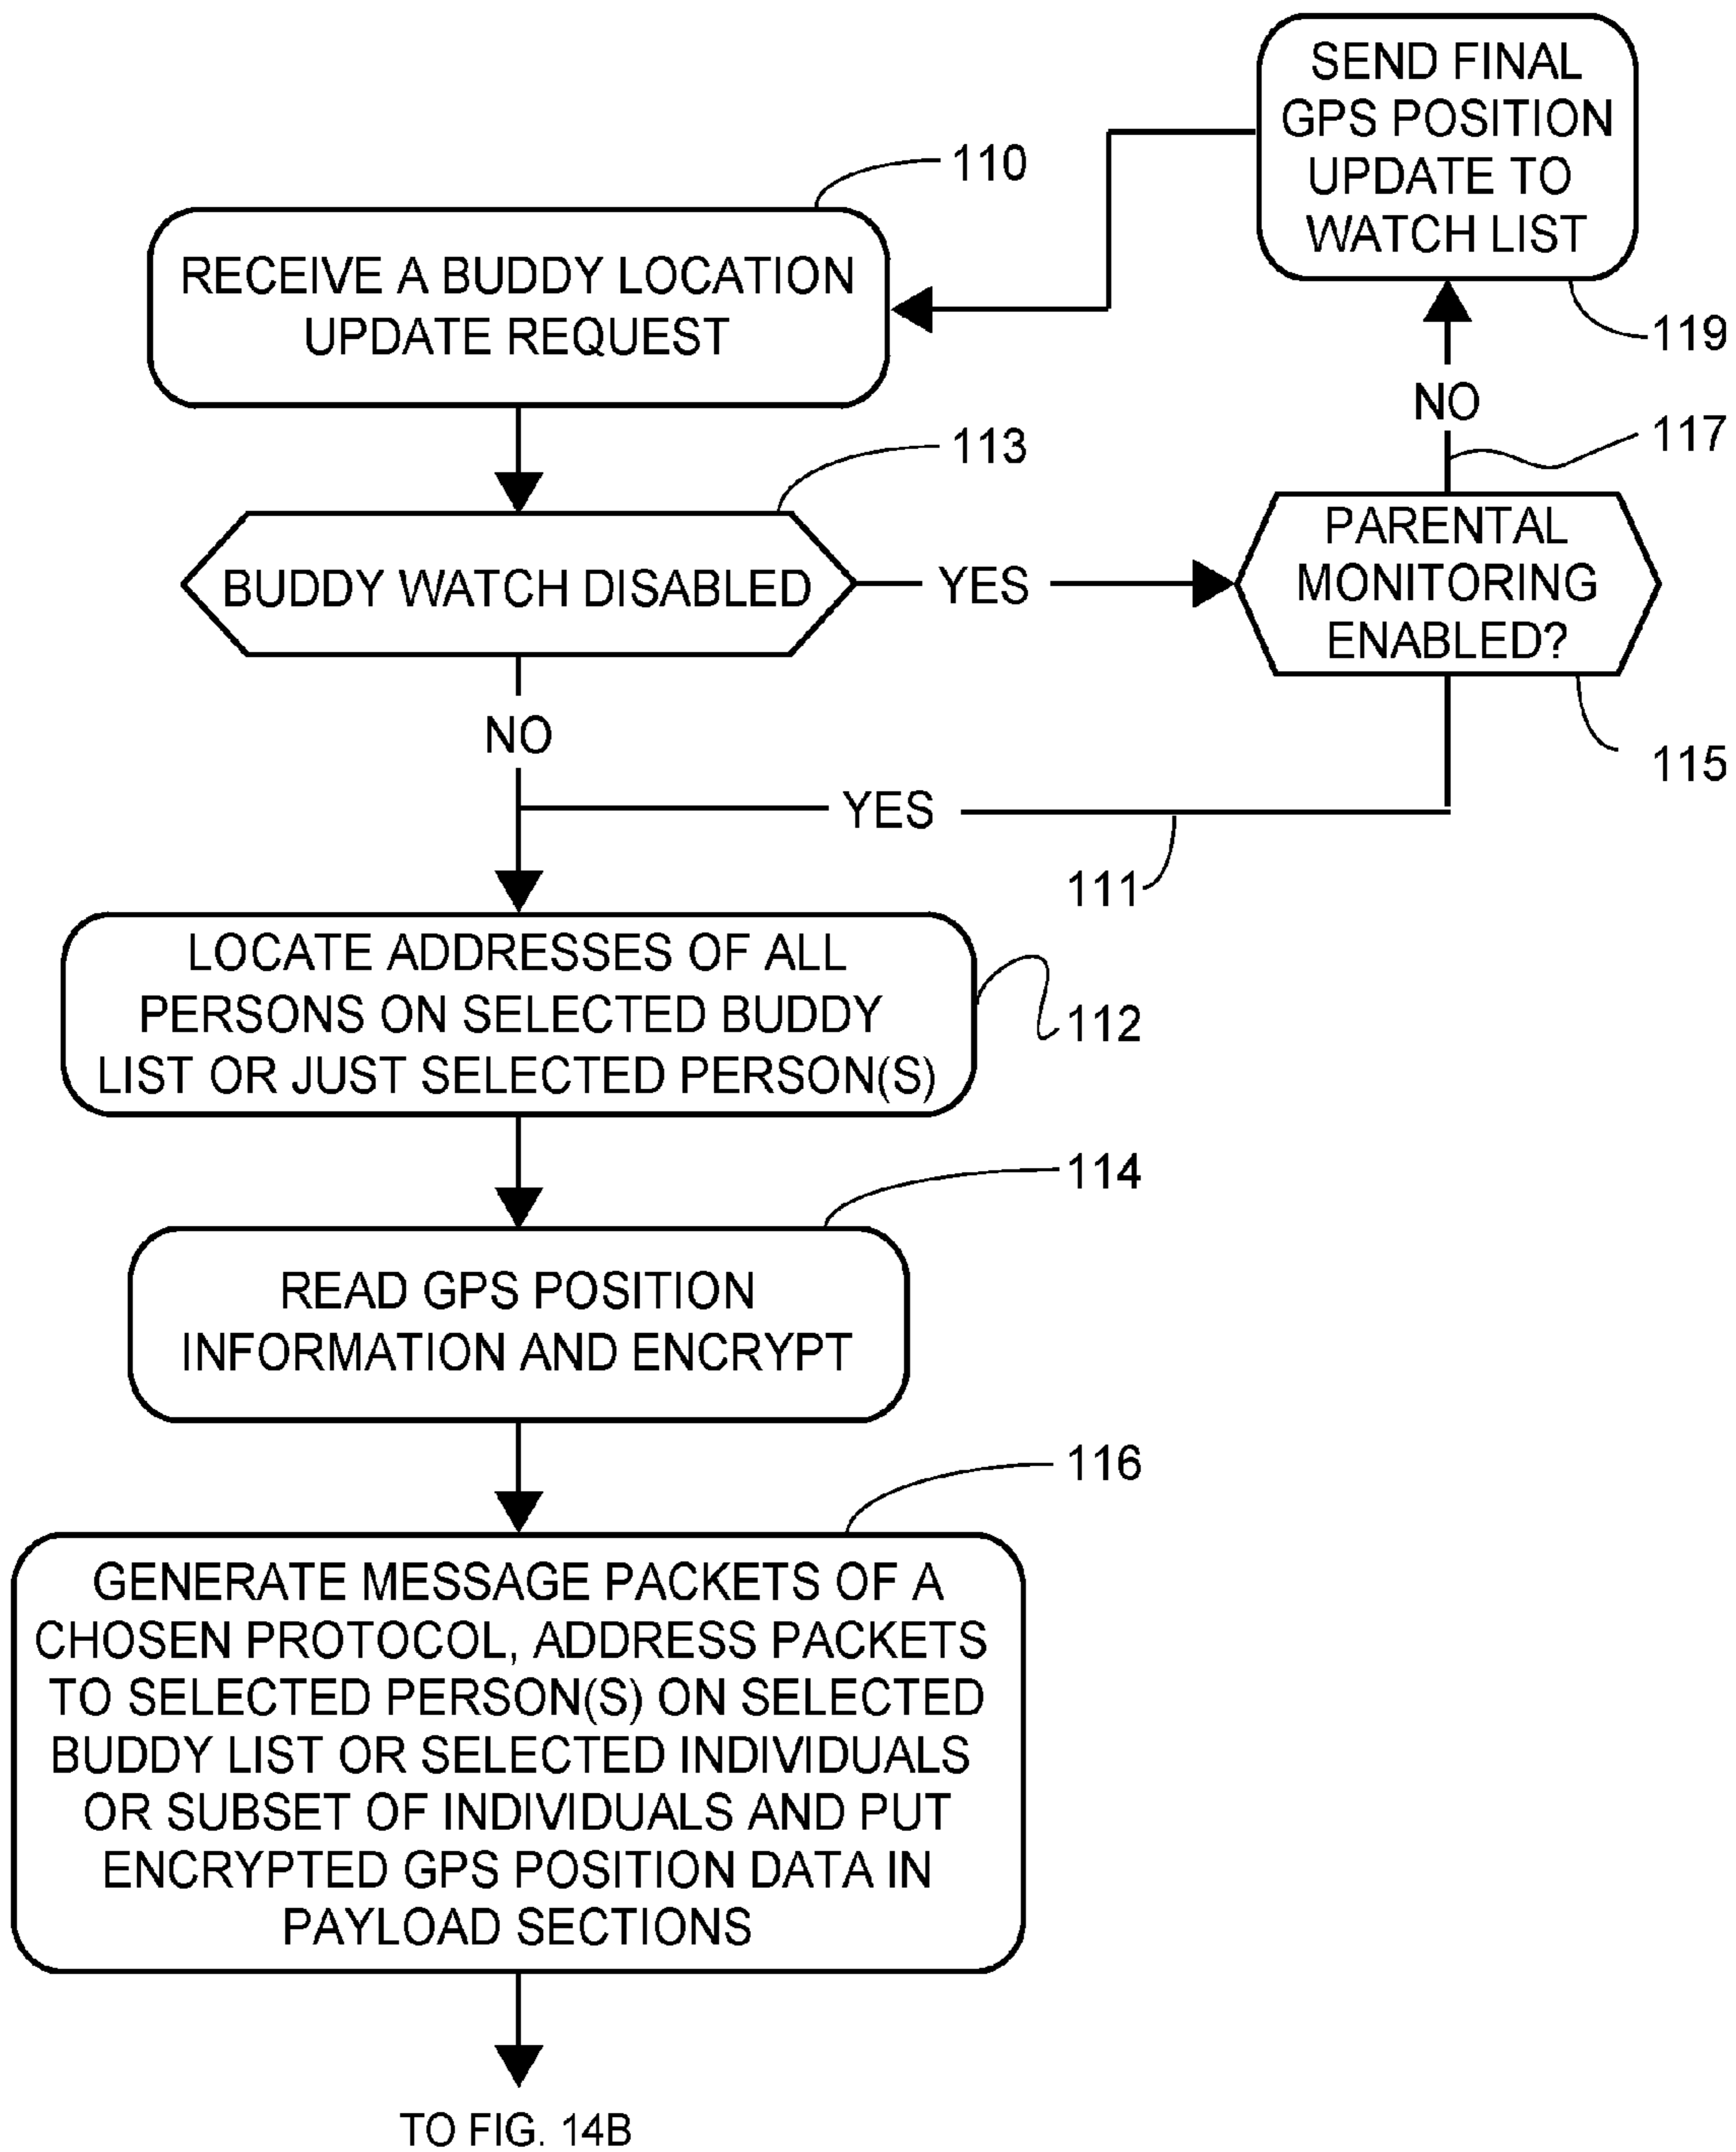 SEND FINAL
GPS POSITION
UPDATE TO
WATCH LIST
119
110
RECEIVE A BUDDY LOCATION
UPDATE REQUEST
NO
117
113
BUDDY WATCH DISABLED
YES
PARENTAL
MONITORING
ENABLED?
115
NO
YES
111
LOCATE ADDRESSES OF ALL
PERSONS ON SELECTED BUDDY
LIST OR JUST SELECTED PERSON(S)
112
114
READ GPS POSITION
INFORMATION AND ENCRYPT
116
GENERATE MESSAGE PACKETS OF A
CHOSEN PROTOCOL, ADDRESS PACKETS
TO SELECTED PERSON(S) ON SELECTED
BUDDY LIST OR SELECTED INDIVIDUALS
OR SUBSET OF INDIVIDUALS AND PUT
ENCRYPTED GPS POSITION DATA IN
PAYLOAD SECTIONS
TO FIG. 14B